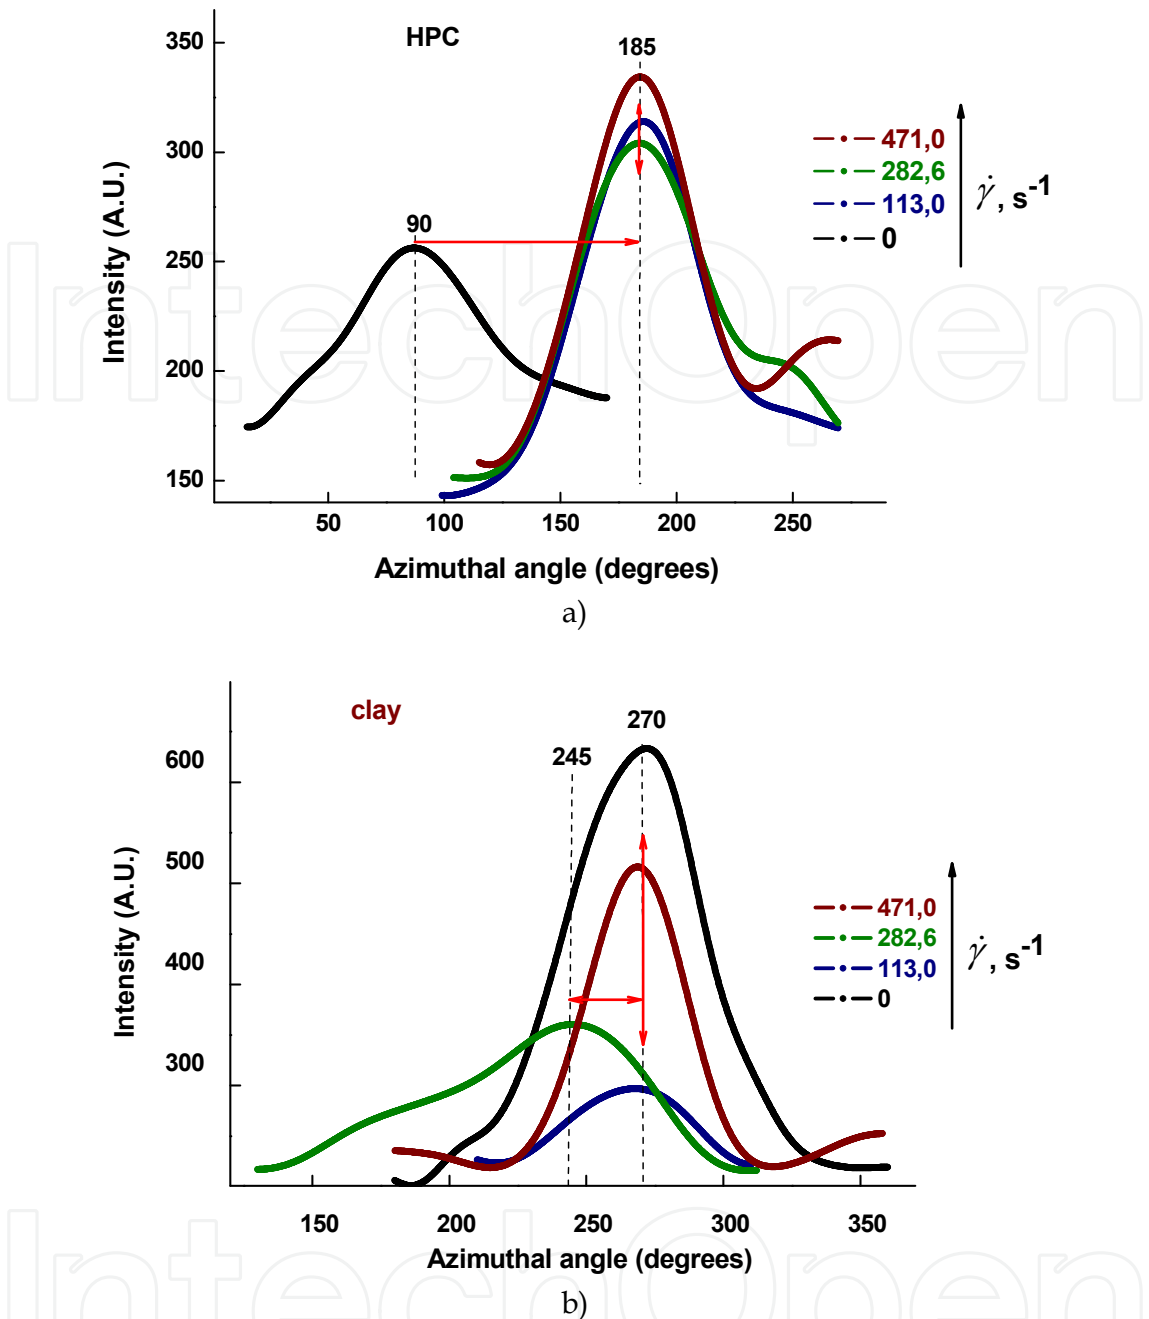 HPC
185
90
350
300
250
200
150
Intensity (A.U.)
50 100 150 200 250
Azimuthal angle (degrees)
471,0
282,6
113,0
0
γ̇, s-1
a)
clay
270
245
600
500
400
300
Intensity (A.U.)
150 200 250 300 350
Azimuthal angle (degrees)
471,0
282,6
113,0
0
γ̇, s-1
b)
IntechOpen
IntechOpen